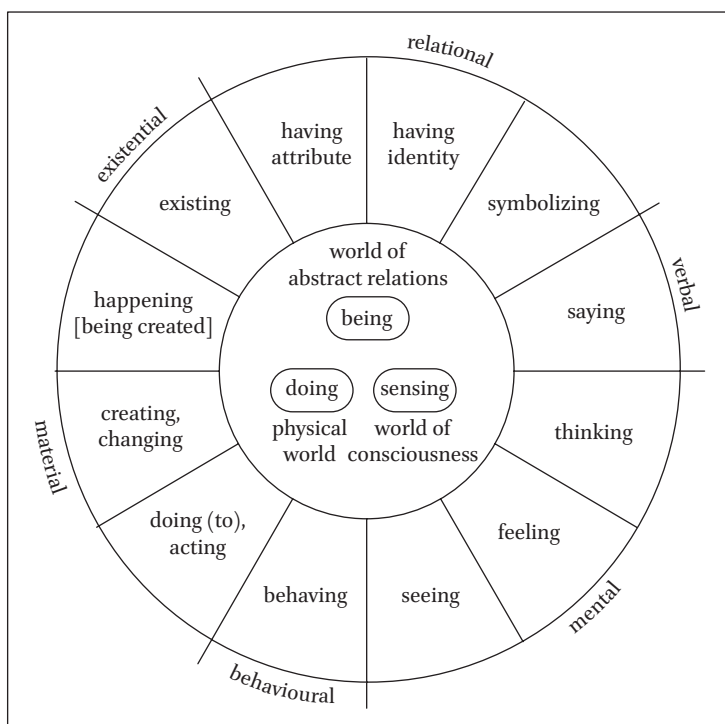 relational
existential
having
attribute
having
identity
existing
symbolizing
verbal
world of
abstract relations
being
happening
[being created]
saying
doing
sensing
physical
world
world of
consciousness
creating,
changing
thinking
material
doing (to),
acting
feeling
behaving
seeing
mental
behavioural